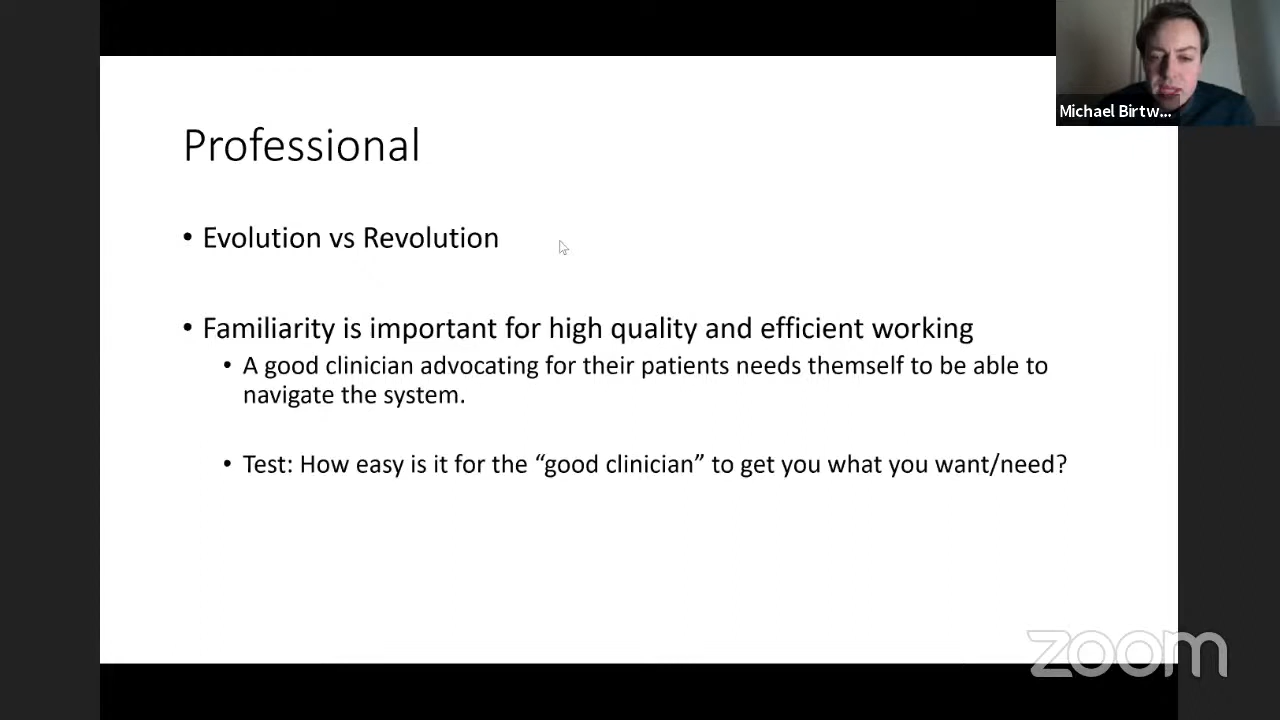 Michael Birtw...
Professional
• Evolution vs Revolution
• Familiarity is important for high quality and efficient working
• A good clinician advocating for their patients needs themself to be able to
navigate the system.
• Test: How easy is it for the “good clinician” to get you what you want/need?
zoom